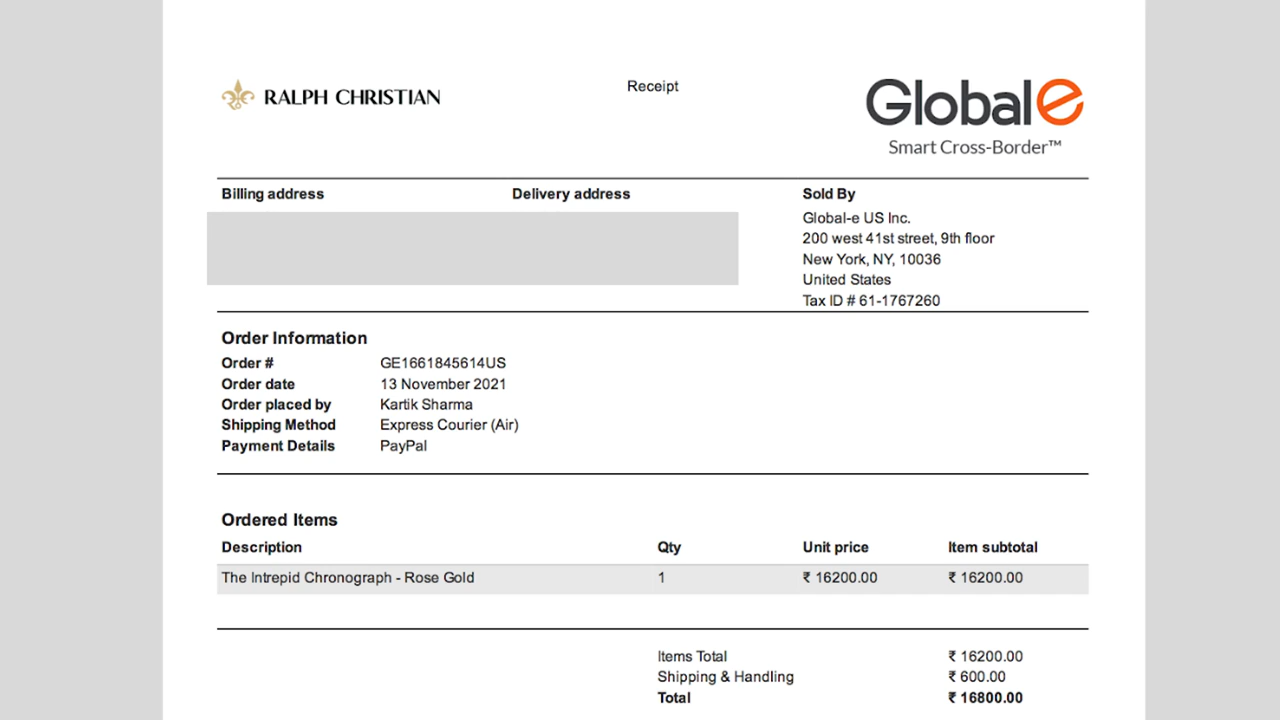 RALPH CHRISTIAN
Receipt
Globale
Smart Cross-Border™
Billing address Delivery address Sold By
Global-e US Inc.
200 west 41st street, 9th floor
New York, NY, 10036
United States
Tax ID # 61-1767260
Order Information
Order # GE1661845614US
Order date 13 November 2021
Order placed by Kartik Sharma
Shipping Method Express Courier (Air)
Payment Details PayPal
Ordered Items
Description Qty Unit price Item subtotal
The Intrepid Chronograph - Rose Gold 1 ₹ 16200.00 ₹ 16200.00
Items Total ₹ 16200.00
Shipping & Handling ₹ 600.00
Total ₹ 16800.00